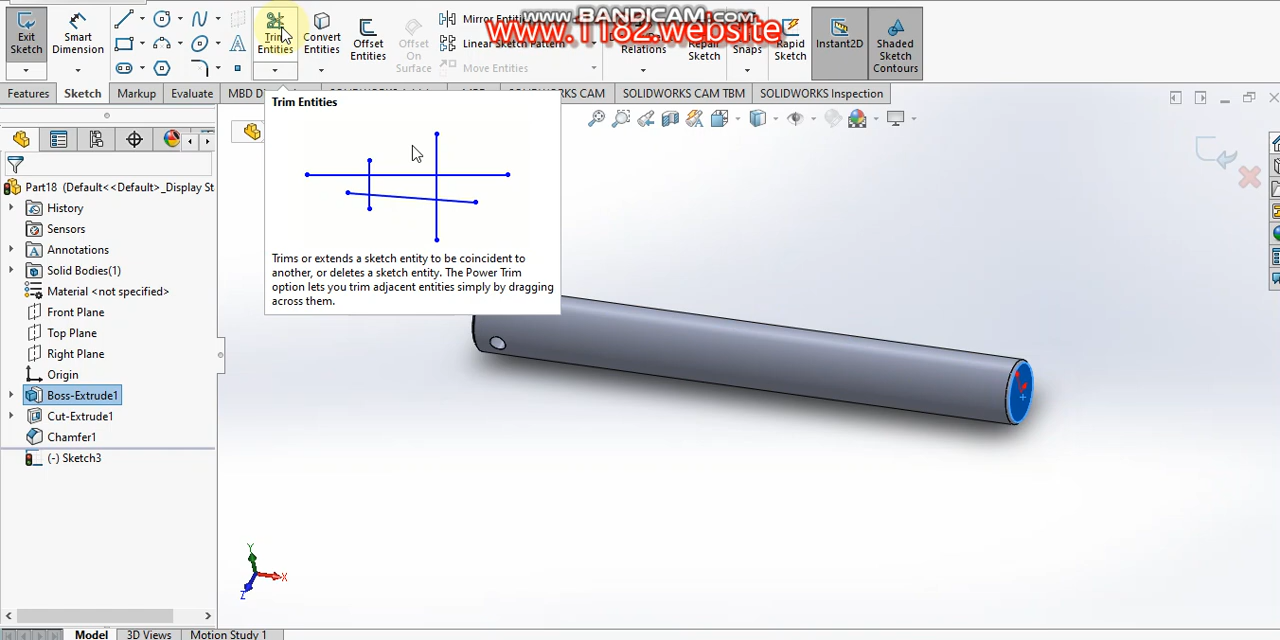 www.BANDICAM.com
www.1182.website
Exit Sketch
Smart Dimension
Trim Entities
Convert Entities
Offset Entities
Offset On Surface
Mirror Entities
Linear Sketch Pattern
Move Entities
Relations
Repair Sketch
Snaps
Rapid Sketch
Instant2D
Shaded Sketch Contours
Features
Sketch
Markup
Evaluate
MBD
SOLIDWORKS CAM
SOLIDWORKS CAM TBM
SOLIDWORKS Inspection
Trim Entities
Trims or extends a sketch entity to be coincident to
another, or deletes a sketch entity. The Power Trim
option lets you trim adjacent entities simply by dragging
across them.
Part18 (Default<<Default>_Display St
History
Sensors
Annotations
Solid Bodies(1)
Material <not specified>
Front Plane
Top Plane
Right Plane
Origin
Boss-Extrude1
Cut-Extrude1
Chamfer1
(-) Sketch3
Y
X
Z
Model
3D Views
Motion Study 1